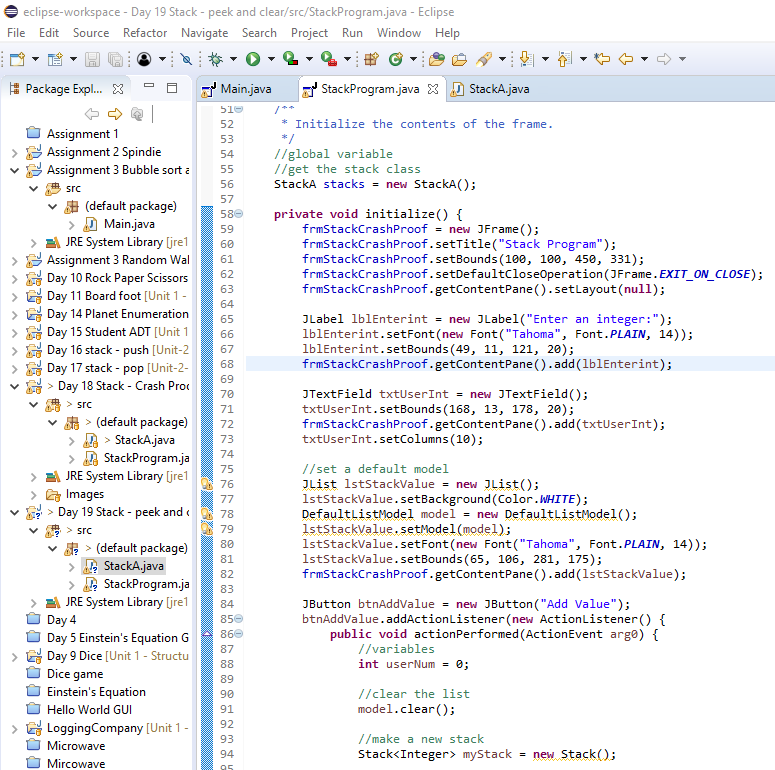 eclipse-workspace - Day 19 Stack - peek and clear/src/StackProgram.java - Eclipse
File Edit Source Refactor Navigate Search Project Run Window Help
Package Expl...
Main.java StackProgram.java StackA.java
Assignment 1
Assignment 2 Spindie
Assignment 3 Bubble sort a
src
(default package)
Main.java
JRE System Library [jre1
Assignment 3 Random Wal
Day 10 Rock Paper Scissors
Day 11 Board foot [Unit 1 -
Day 14 Planet Enumeration
Day 15 Student ADT [Unit 1
Day 16 stack - push [Unit-2
Day 17 stack - pop [Unit-2-
> Day 18 Stack - Crash Proc
> src
> (default package)
> StackA.java
StackProgram.ja
JRE System Library [jre1
Images
> Day 19 Stack - peek and c
> src
> (default package)
StackA.java
StackProgram.ja
JRE System Library [jre1
Day 4
Day 5 Einstein's Equation G
Day 9 Dice [Unit 1 - Structu
Dice game
Einstein's Equation
Hello World GUI
LoggingCompany [Unit 1 -
Microwave
Mircowave
51 /**
52 * Initialize the contents of the frame.
53 */
54 //global variable
55 //get the stack class
56 StackA stacks = new StackA();
57
58 private void initialize() {
59 frmStackCrashProof = new JFrame();
60 frmStackCrashProof.setTitle("Stack Program");
61 frmStackCrashProof.setBounds(100, 100, 450, 331);
62 frmStackCrashProof.setDefaultCloseOperation(JFrame.EXIT_ON_CLOSE);
63 frmStackCrashProof.getContentPane().setLayout(null);
64
65 JLabel lblEnterint = new JLabel("Enter an integer:");
66 lblEnterint.setFont(new Font("Tahoma", Font.PLAIN, 14));
67 lblEnterint.setBounds(49, 11, 121, 20);
68 frmStackCrashProof.getContentPane().add(lblEnterint);
69
70 JTextField txtUserInt = new JTextField();
71 txtUserInt.setBounds(168, 13, 178, 20);
72 frmStackCrashProof.getContentPane().add(txtUserInt);
73 txtUserInt.setColumns(10);
74
75 //set a default model
76 JList lstStackValue = new JList();
77 lstStackValue.setBackground(Color.WHITE);
78 DefaultListModel model = new DefaultListModel();
79 lstStackValue.setModel(model);
80 lstStackValue.setFont(new Font("Tahoma", Font.PLAIN, 14));
81 lstStackValue.setBounds(65, 106, 281, 175);
82 frmStackCrashProof.getContentPane().add(lstStackValue);
83
84 JButton btnAddValue = new JButton("Add Value");
85 btnAddValue.addActionListener(new ActionListener() {
86 public void actionPerformed(ActionEvent arg0) {
87 //variables
88 int userNum = 0;
89
90 //clear the list
91 model.clear();
92
93 //make a new stack
94 Stack<Integer> myStack = new Stack();
95